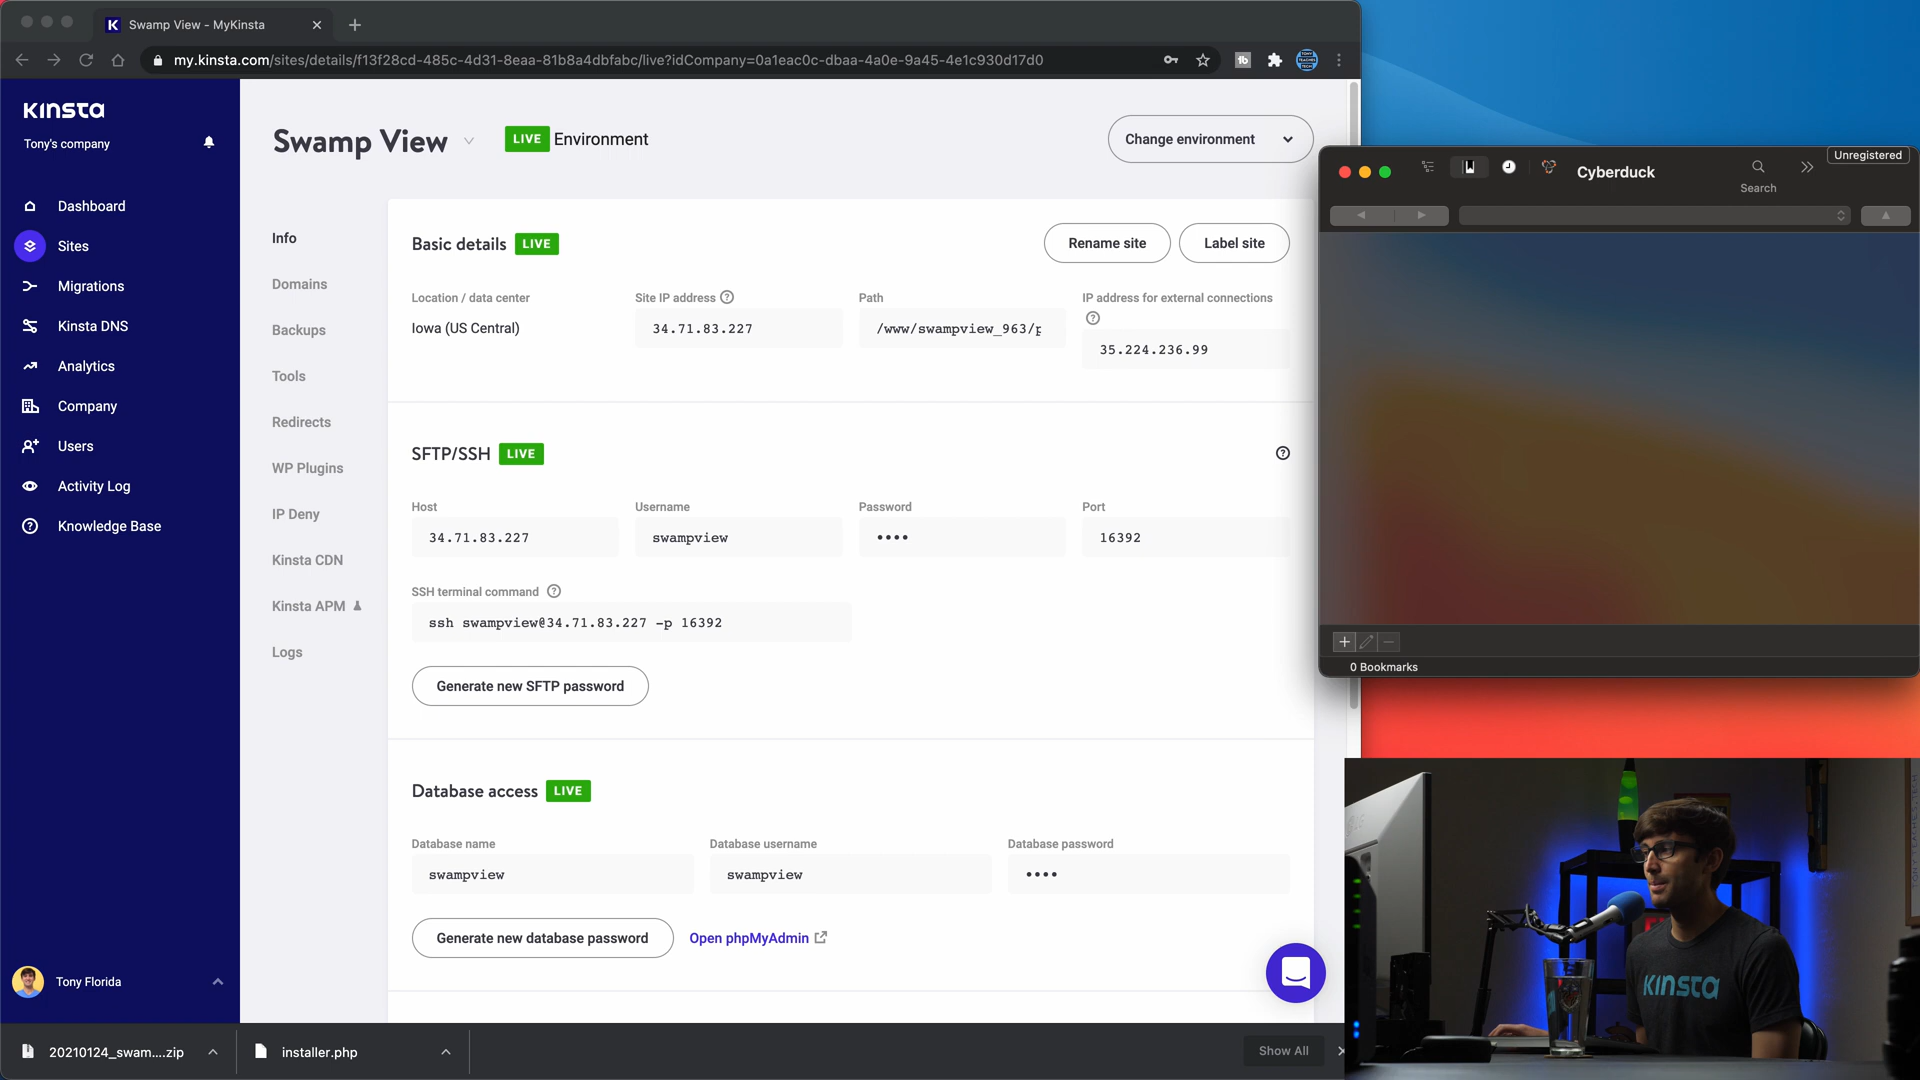 Swamp View - MyKinsta
my.kinsta.com/sites/details/f13f28cd-485c-4d31-8eaa-81b8a4dbfabc/live?idCompany=0a1eac0c-dbaa-4a0e-9a45-4e1c930d17d0
Kinsta
Tony's company
Dashboard
Sites
Migrations
Kinsta DNS
Analytics
Company
Users
Activity Log
Knowledge Base
Tony Florida
Swamp View
LIVE Environment
Change environment
Info
Domains
Backups
Tools
Redirects
WP Plugins
IP Deny
Kinsta CDN
Kinsta APM
Logs
Basic details LIVE
Rename site
Label site
Location / data center
Iowa (US Central)
Site IP address
34.71.83.227
Path
/www/swampview_963/p
IP address for external connections
35.224.236.99
SFTP/SSH LIVE
Host
34.71.83.227
Username
swampview
Password
••••
Port
16392
SSH terminal command
ssh swampview@34.71.83.227 -p 16392
Generate new SFTP password
Database access LIVE
Database name
swampview
Database username
swampview
Database password
••••
Generate new database password
Open phpMyAdmin
20210124_swam....zip
installer.php
Show All
Cyberduck
Search
Unregistered
0 Bookmarks
KINSTA